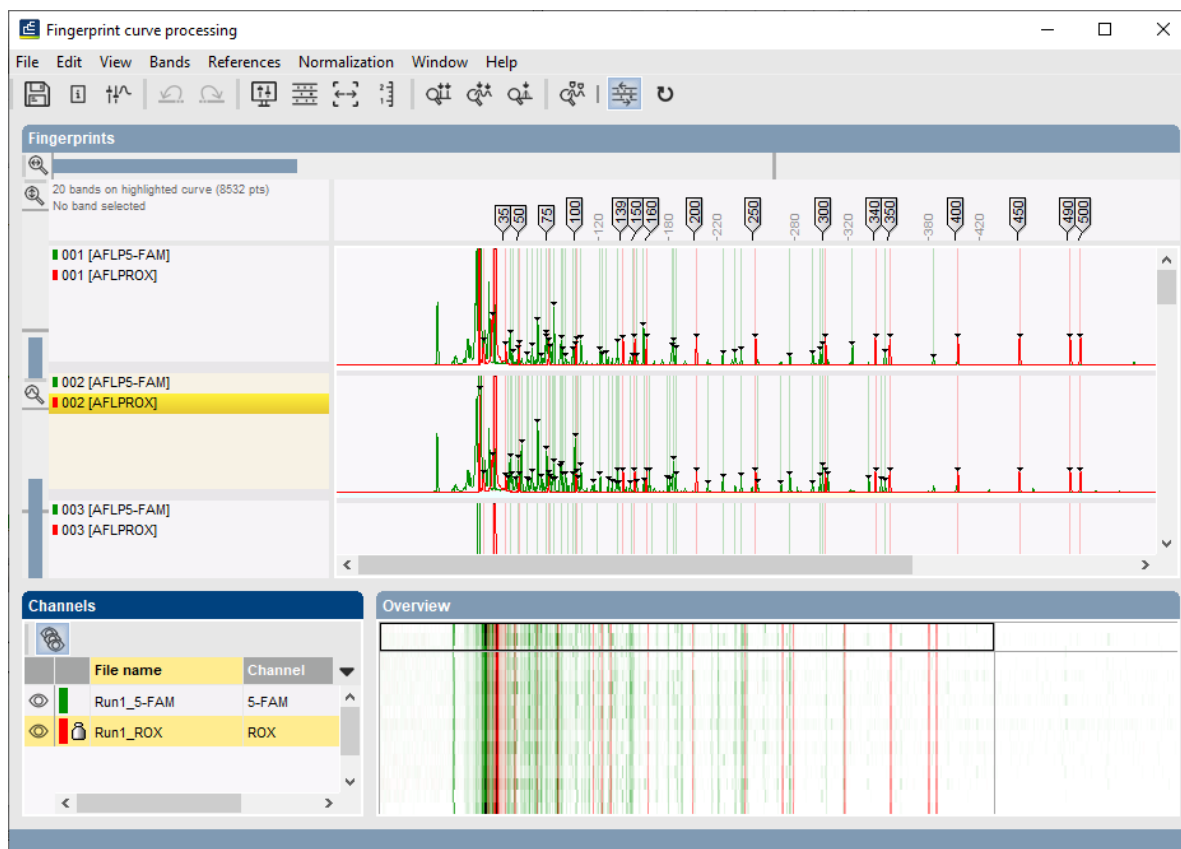 Fingerprint curve processing
File Edit View Bands References Normalization Window Help
Fingerprints
20 bands on highlighted curve (8532 pts)
No band selected
35 50 75 100 -120 139 150 160 -180 200 -220 250 -280 300 -320 340 350 -380 400 -420 450 490 500
001 [AFLP5-FAM]
001 [AFLPROX]
002 [AFLP5-FAM]
002 [AFLPROX]
003 [AFLP5-FAM]
003 [AFLPROX]
Channels
Overview
File name Channel
Run1_5-FAM 5-FAM
Run1_ROX ROX